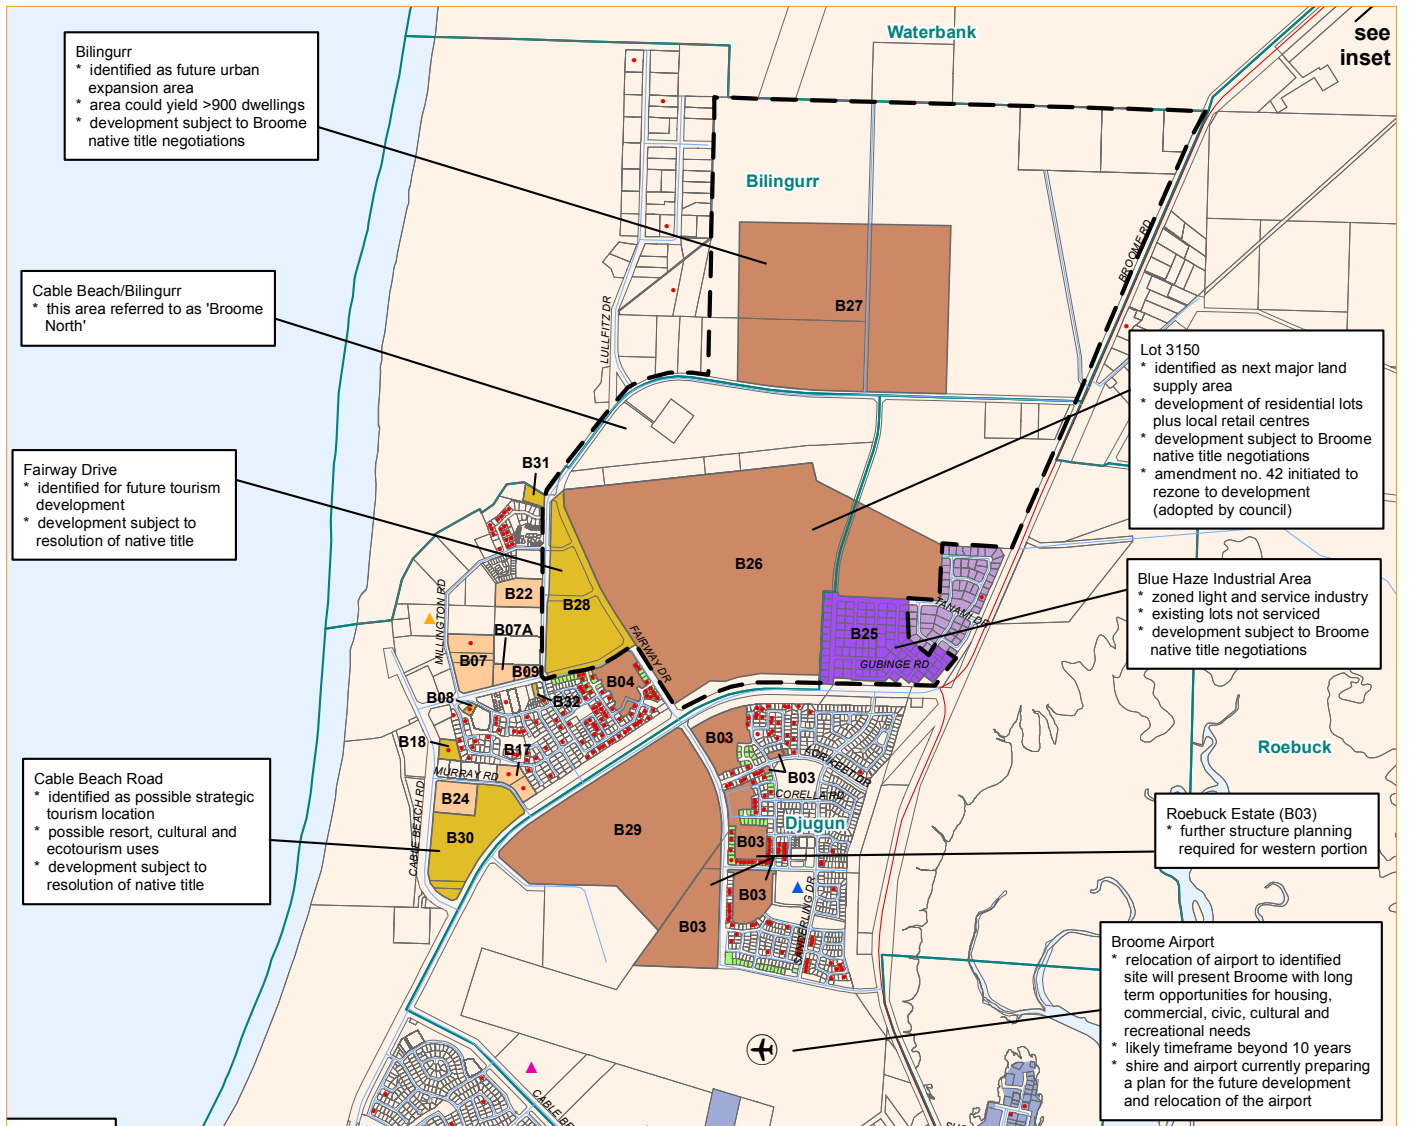 Waterbank
see
inset
Bilingurr
* identified as future urban
expansion area
* area could yield >900 dwellings
* development subject to Broome
native title negotiations
Bilingurr
BROOME RD
Cable Beach/Bilingurr
* this area referred to as 'Broome
North'
B27
LULLFITZ DR
Lot 3150
* identified as next major land
supply area
* development of residential lots
plus local retail centres
* development subject to Broome
native title negotiations
* amendment no. 42 initiated to
rezone to development
(adopted by council)
Fairway Drive
* identified for future tourism
development
* development subject to
resolution of native title
B31
B26
Blue Haze Industrial Area
* zoned light and service industry
* existing lots not serviced
* development subject to Broome
native title negotiations
B22
B28
TANAMI DR
MILLINGTON RD
B07A
B25
FAIRWAY DR
B07
B09
GUBINGE RD
B04
B08
B32
B18
B17
B03
LORIKEET DR
Roebuck
MURRAY RD
B03
Cable Beach Road
* identified as possible strategic
tourism location
* possible resort, cultural and
ecotourism uses
* development subject to
resolution of native title
B24
CORELLA RD
CABLE BEACH RD
B30
B29
Djugun
B03
Roebuck Estate (B03)
* further structure planning
required for western portion
B03
SANDERLING DR
B03
Broome Airport
* relocation of airport to identified
site will present Broome with long
term opportunities for housing,
commercial, civic, cultural and
recreational needs
* likely timeframe beyond 10 years
* shire and airport currently preparing
a plan for the future development
and relocation of the airport
CABLE BE